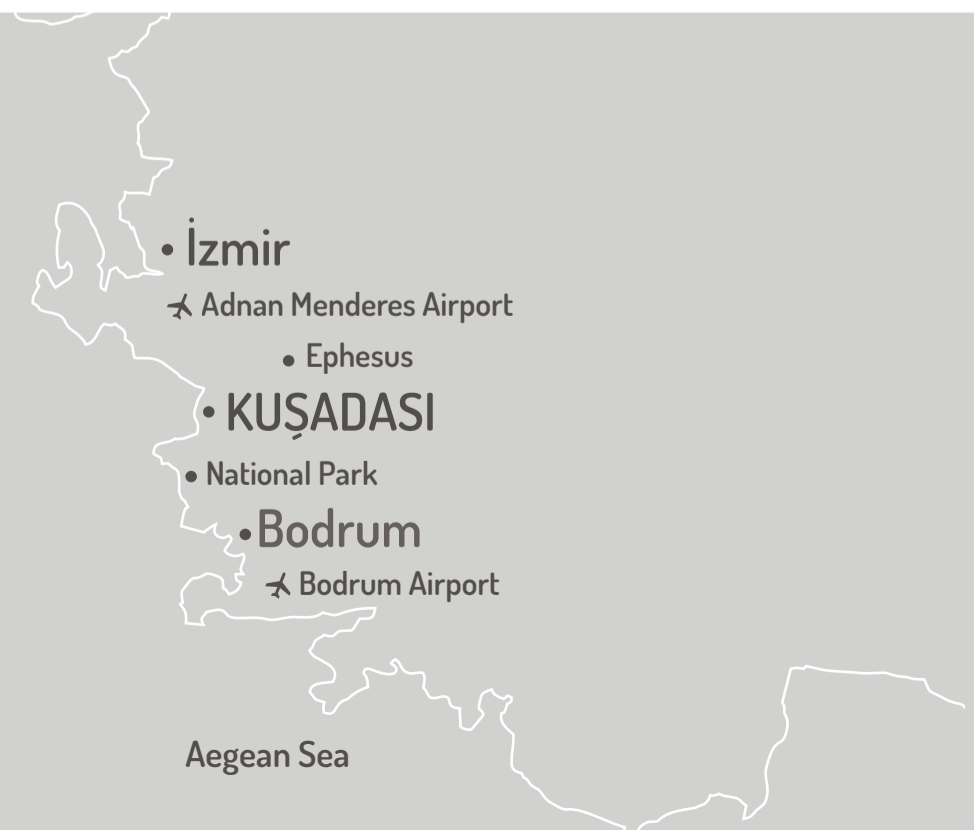 İzmir
Adnan Menderes Airport
Ephesus
KUŞADASI
National Park
Bodrum
Bodrum Airport
Aegean Sea